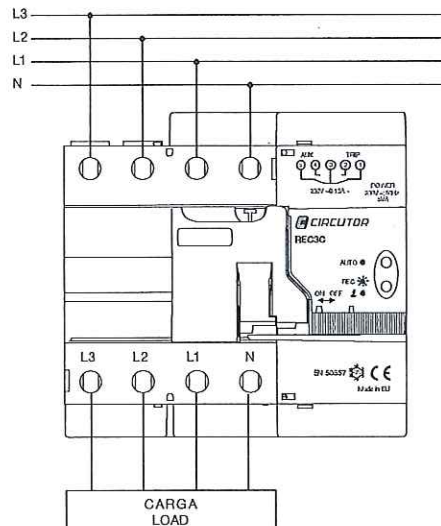 L3
L2
L1
N
AUX
TRIP
POWER
CIRCUTOR
REC3C
AUTO
REC
ON OFF
L3 L2 L1 N
EN 50557 CE
Made in EU
CARGA
LOAD